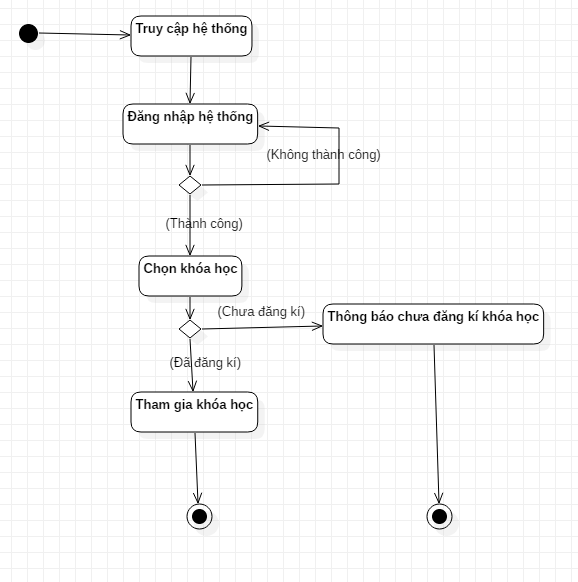 Truy cập hệ thống
Đăng nhập hệ thống
(Không thành công)
(Thành công)
Chọn khóa học
(Chưa đăng kí)
Thông báo chưa đăng kí khóa học
(Đã đăng kí)
Tham gia khóa học